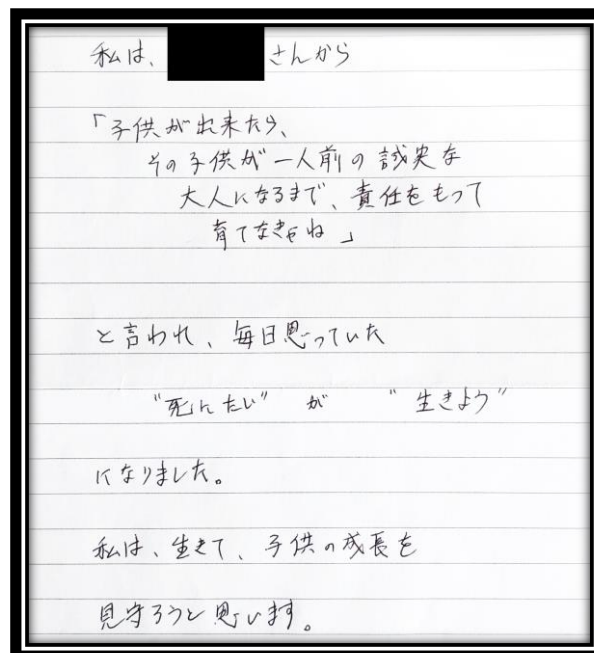 私は、 さんから
「子供が出来たら、
その子供が一人前の誠実な
大人になるまで、責任をもって
育てなきゃね」
と言われ、毎日思っていた
"死にたい" が "生きよう"
になりました。
私は、生きて、子供の成長を
見守ろうと思います。